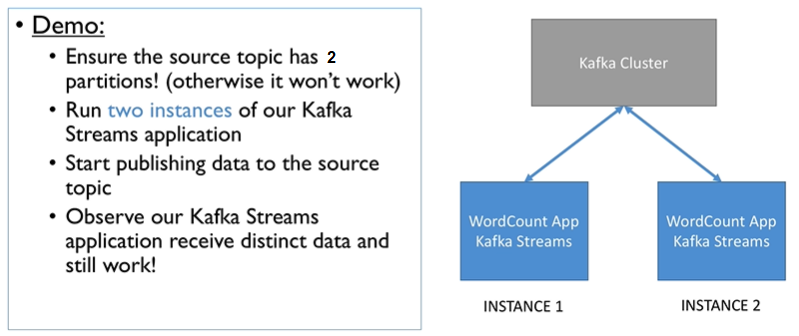 • Demo:
• Ensure the source topic has 2
partitions! (otherwise it won't work)
• Run two instances of our Kafka
Streams application
• Start publishing data to the source
topic
• Observe our Kafka Streams
application receive distinct data and
still work!
Kafka Cluster
WordCount App
Kafka Streams
INSTANCE 1
WordCount App
Kafka Streams
INSTANCE 2